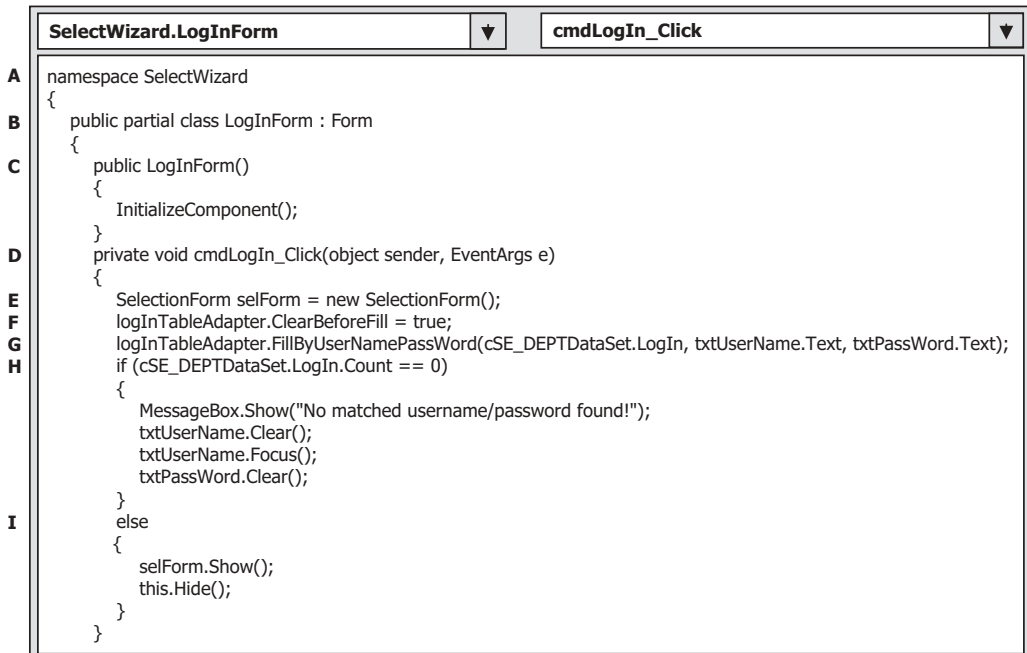 SelectWizard.LogInForm cmdLogIn_Click
A namespace SelectWizard
{
B public partial class LogInForm : Form
{
C public LogInForm()
{
InitializeComponent();
}
D private void cmdLogIn_Click(object sender, EventArgs e)
{
E SelectionForm selForm = new SelectionForm();
F logInTableAdapter.ClearBeforeFill = true;
G logInTableAdapter.FillByUserNamePassWord(cSE_DEPTDataSet.LogIn, txtUserName.Text, txtPassWord.Text);
H if (cSE_DEPTDataSet.LogIn.Count == 0)
{
MessageBox.Show("No matched username/password found!");
txtUserName.Clear();
txtUserName.Focus();
txtPassWord.Clear();
}
I else
{
selForm.Show();
this.Hide();
}
}